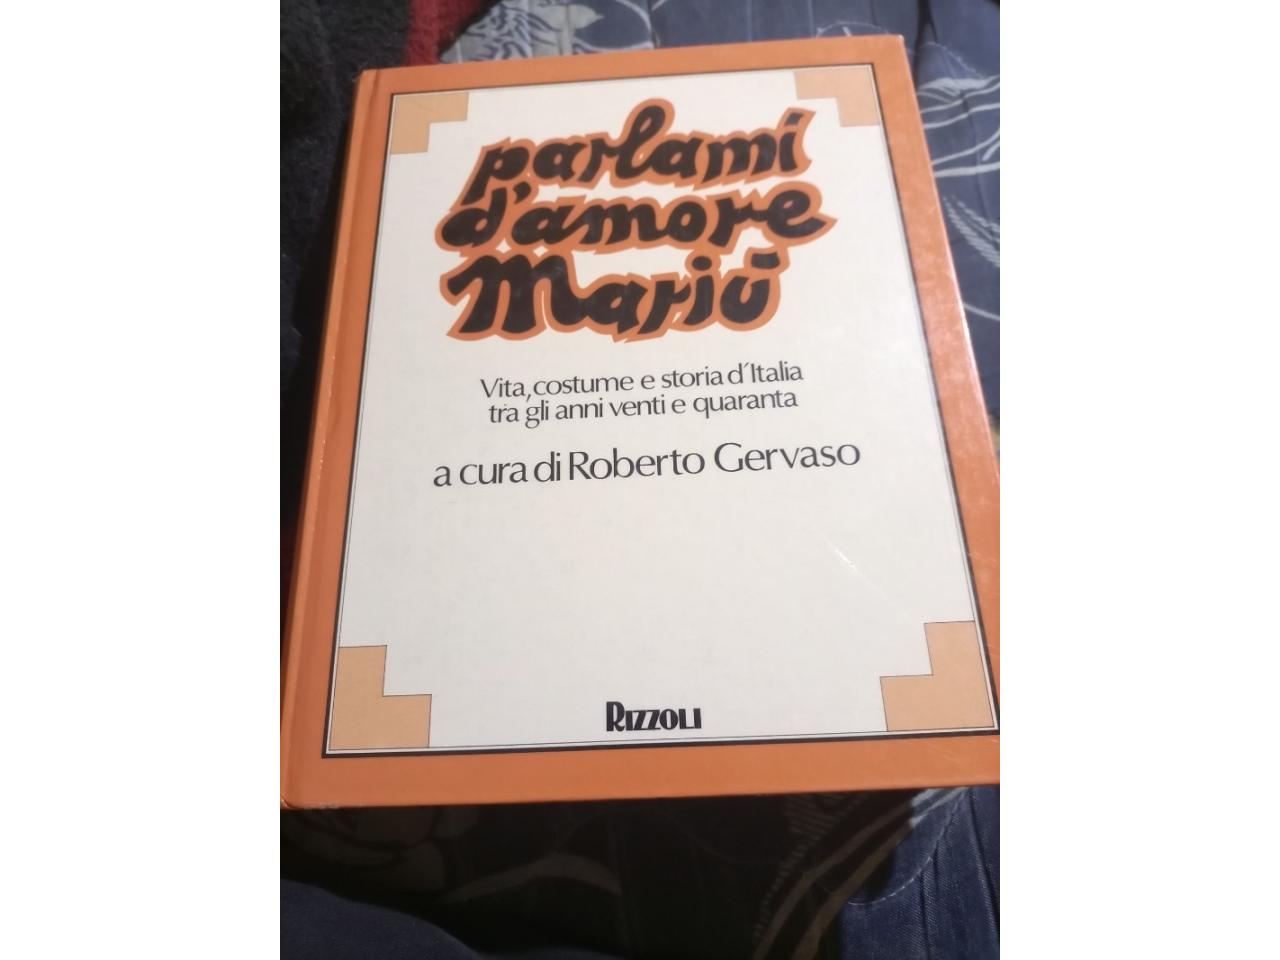 parlami
d'amore
Mariù
Vita, costume e storia d'Italia
tra gli anni venti e quaranta
a cura di Roberto Gervaso
RIZZOLI